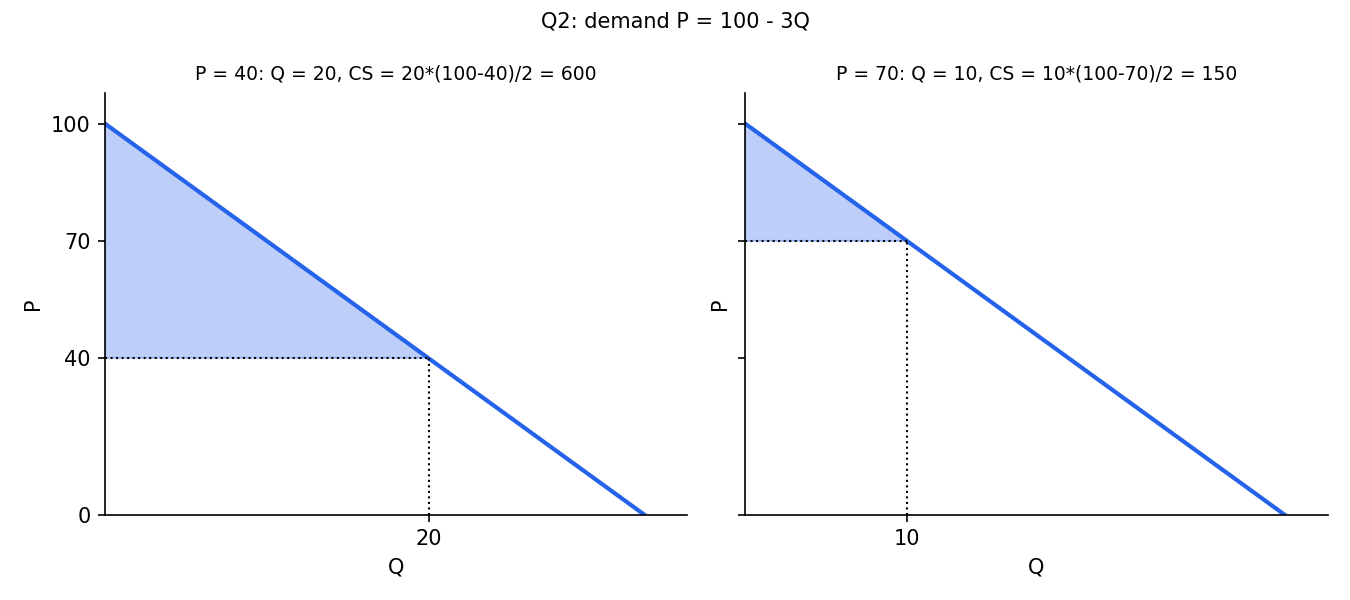 Q2: demand P = 100 - 3Q
P = 40: Q = 20, CS = 20*(100-40)/2 = 600
100
70
40
0
P
20
Q
P = 70: Q = 10, CS = 10*(100-70)/2 = 150
P
10
Q